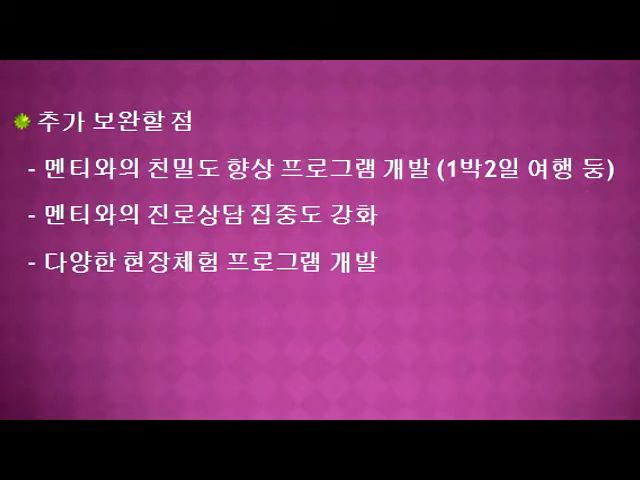 추가 보완할 점
- 멘티와의 친밀도 향상 프로그램 개발 (1박2일 여행 등)
- 멘티와의 진로상담 집중도 강화
- 다양한 현장체험 프로그램 개발